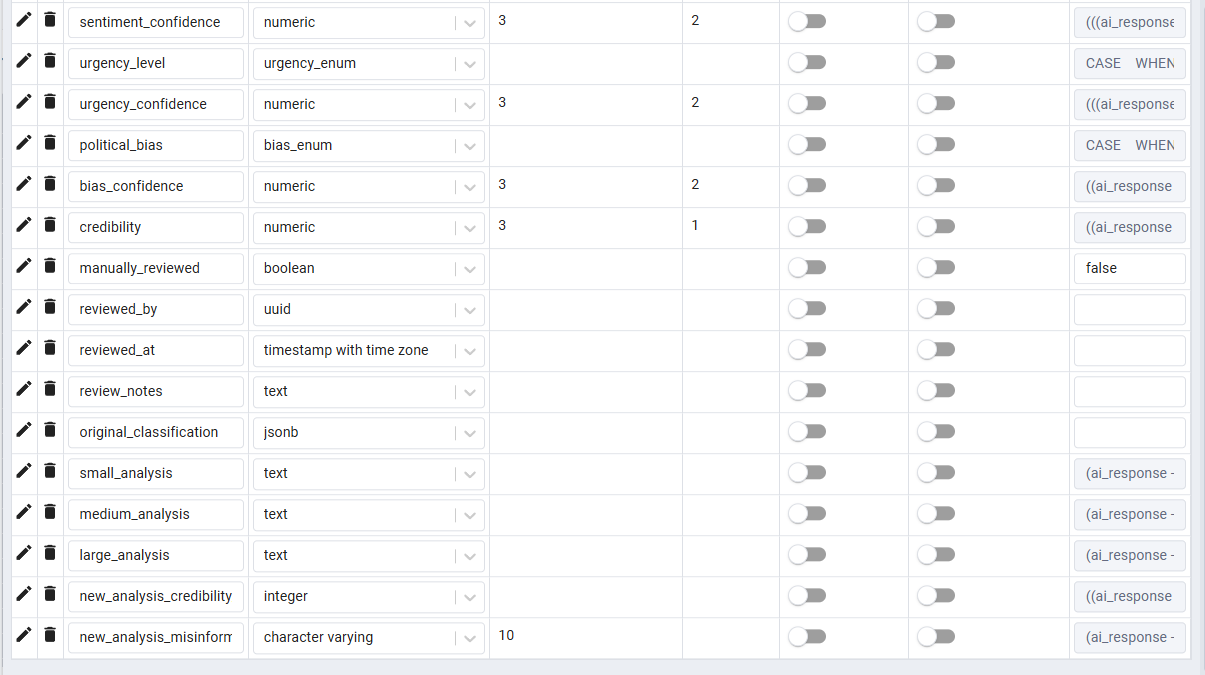 sentiment_confidence numeric 3 2 (((ai_response
urgency_level urgency_enum CASE WHEN
urgency_confidence numeric 3 2 (((ai_response
political_bias bias_enum CASE WHEN
bias_confidence numeric 3 2 ((ai_response
credibility numeric 3 1 ((ai_response
manually_reviewed boolean false
reviewed_by uuid
reviewed_at timestamp with time zone
review_notes text
original_classification jsonb
small_analysis text (ai_response -
medium_analysis text (ai_response -
large_analysis text (ai_response -
new_analysis_credibility integer ((ai_response
new_analysis_misinform character varying 10 (ai_response -